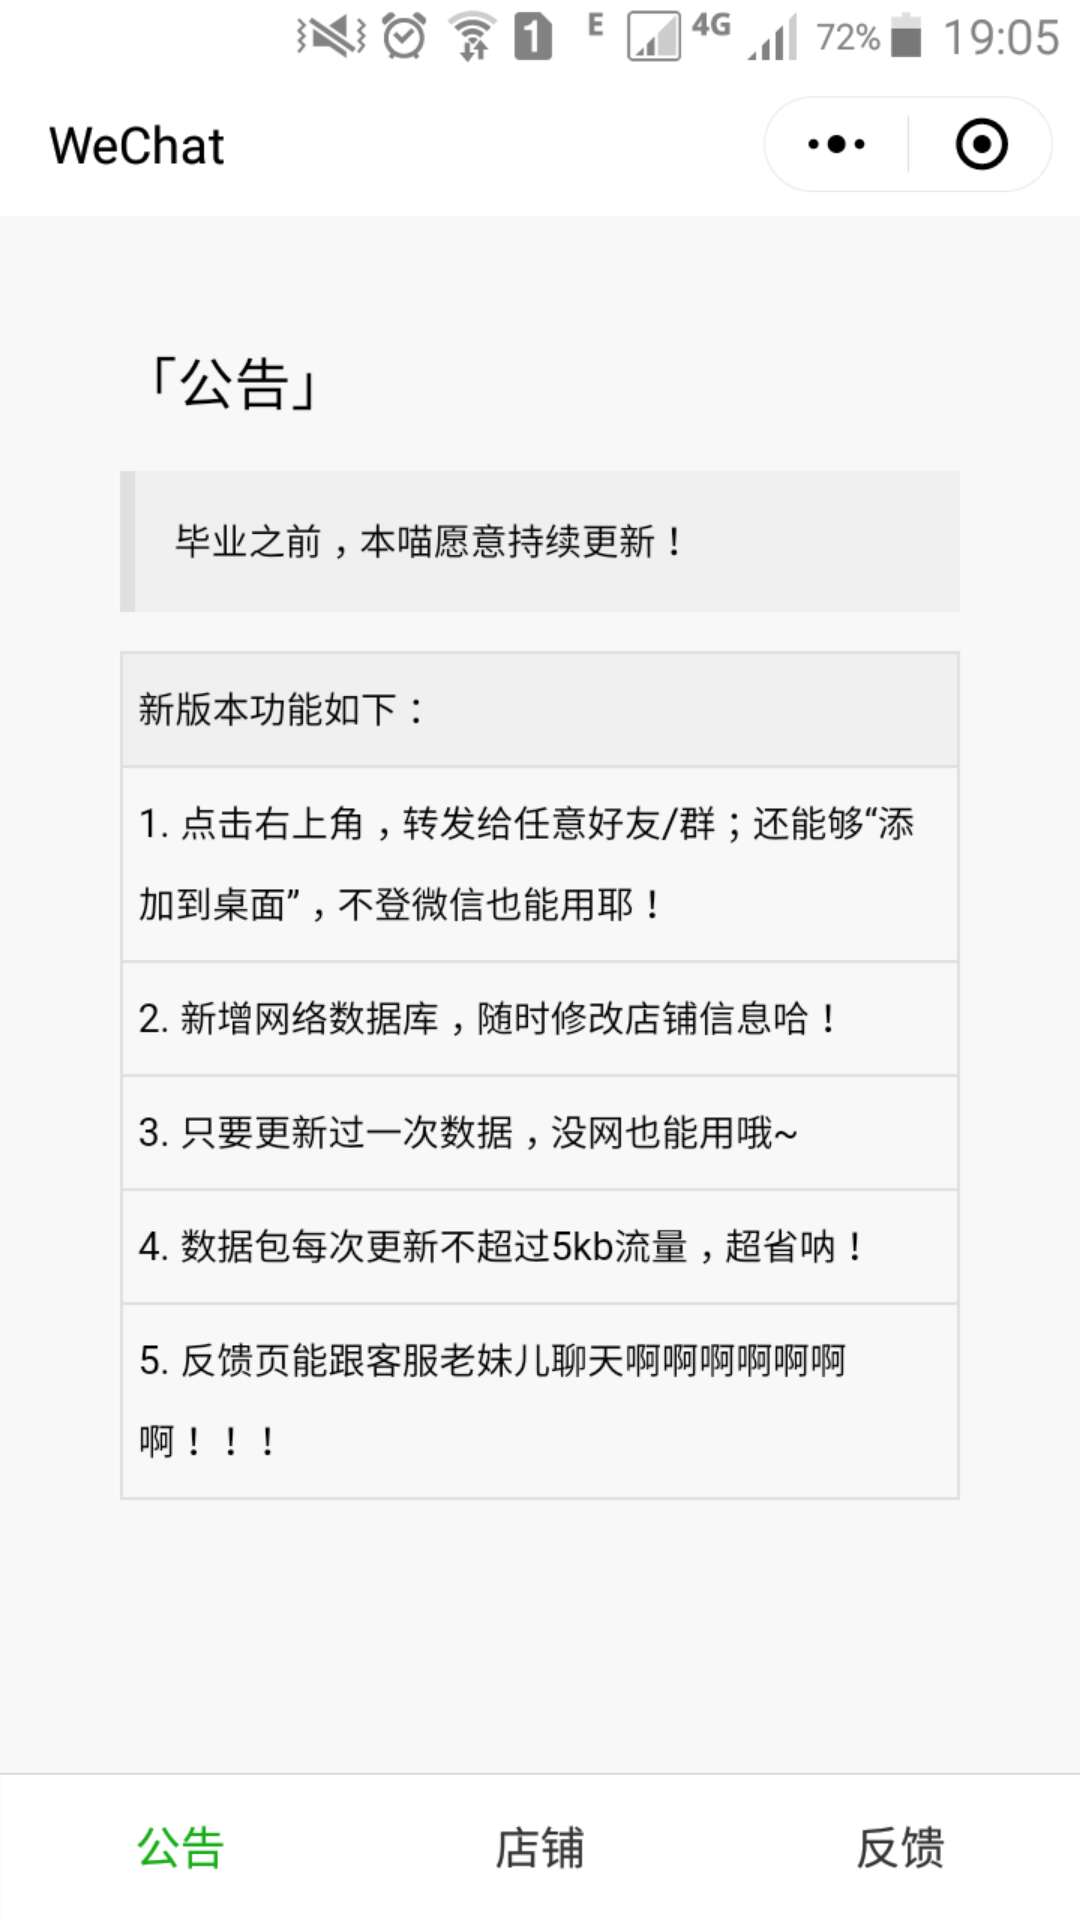 1 E 4G 72% 19:05
WeChat
「公告」
毕业之前，本喵愿意持续更新！
新版本功能如下：
1. 点击右上角，转发给任意好友/群；还能够“添
加到桌面”，不登微信也能用耶！
2. 新增网络数据库，随时修改店铺信息哈！
3. 只要更新过一次数据，没网也能用哦~
4. 数据包每次更新不超过5kb流量，超省呐！
5. 反馈页能跟客服老妹儿聊天啊啊啊啊啊啊
啊！！！
公告 店铺 反馈